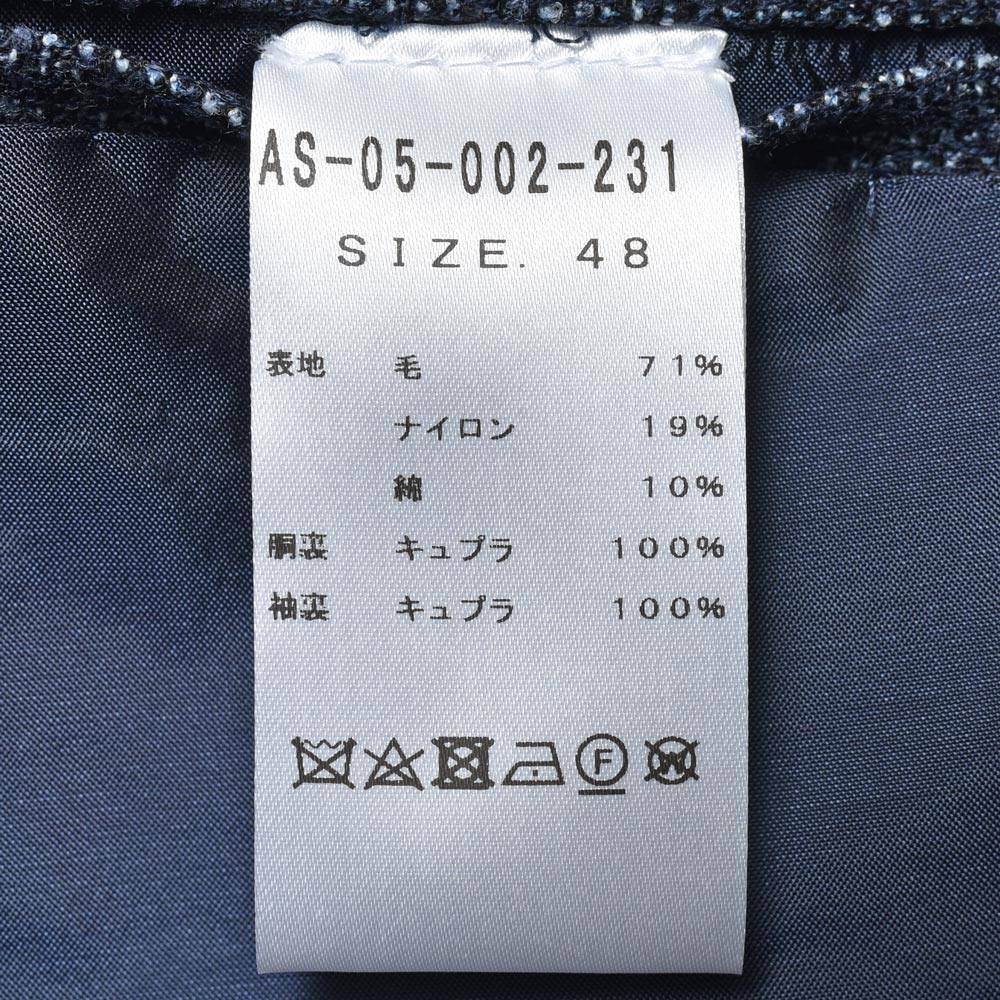 AS-05-002-231
SIZE. 48
表地 毛 71%
ナイロン 19%
綿 10%
胴裏 キュプラ 100%
袖裏 キュプラ 100%
F W